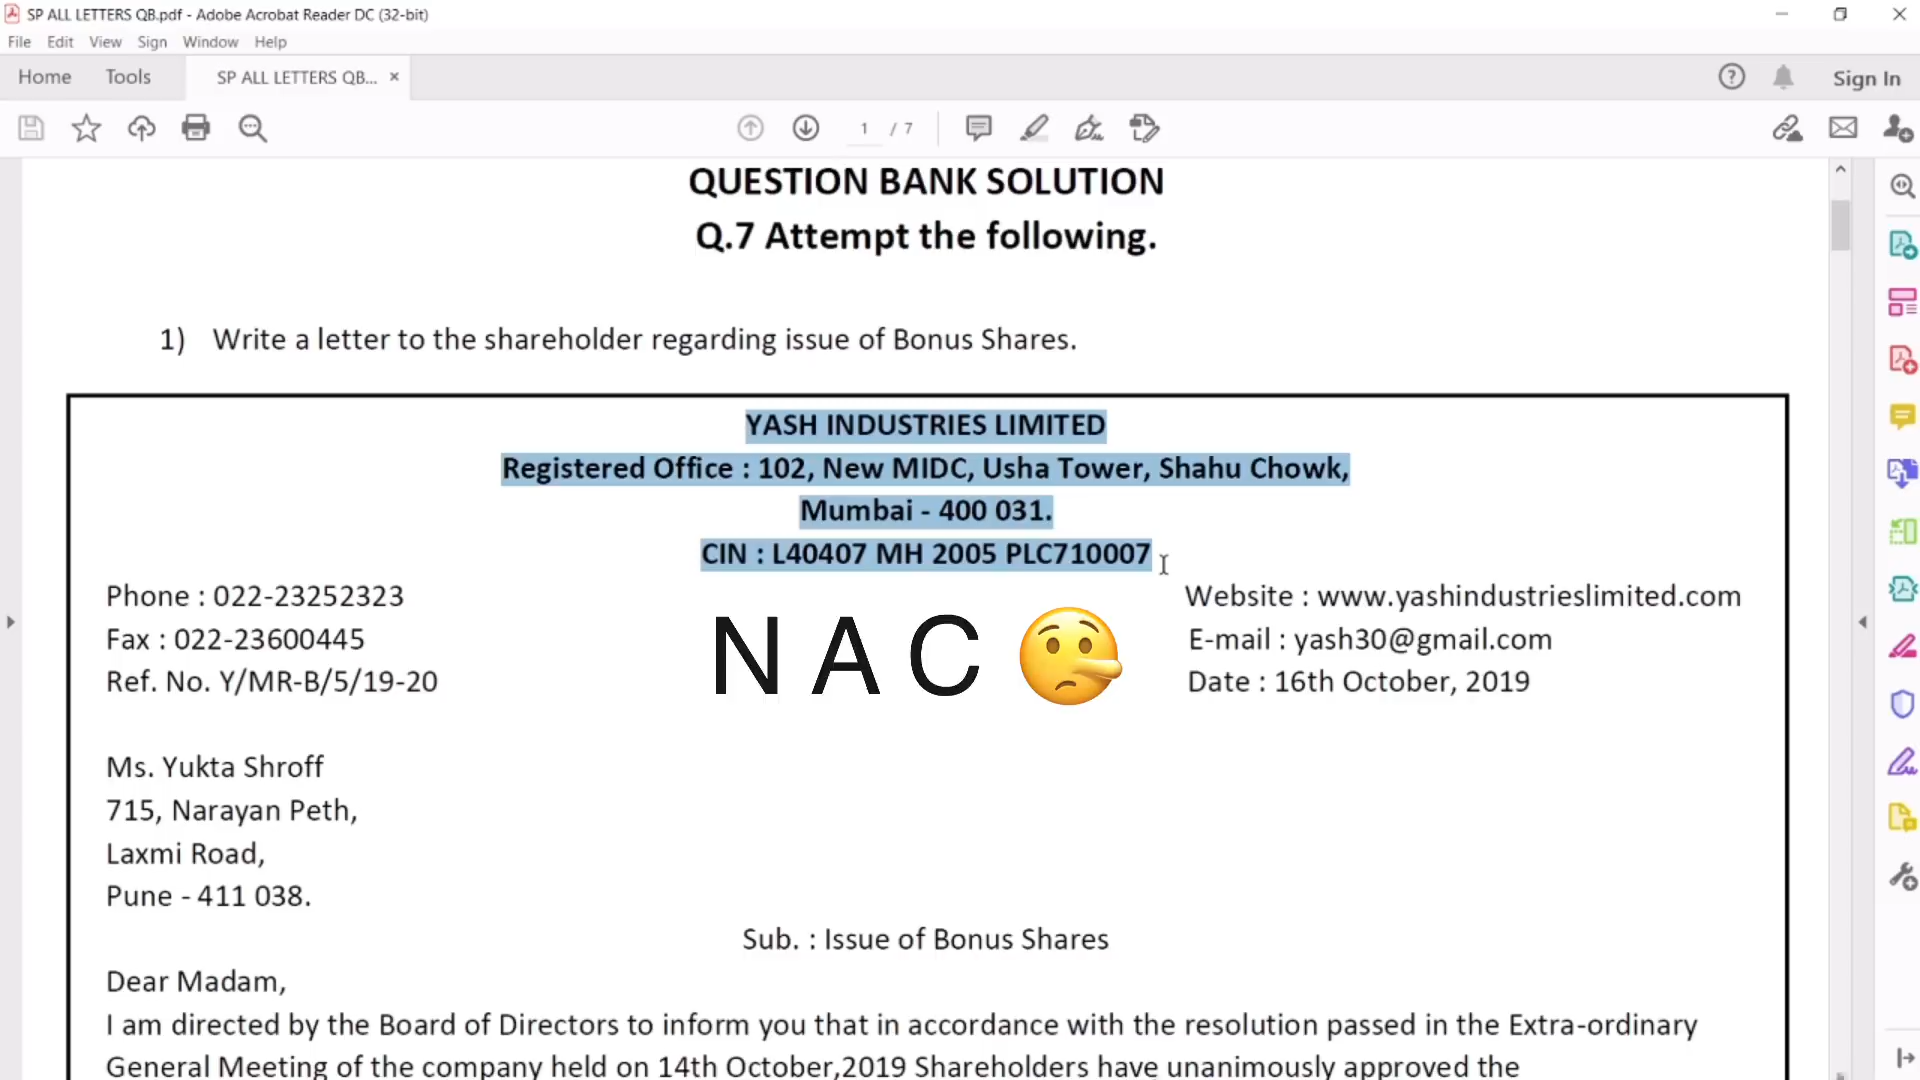 SP ALL LETTERS QB.pdf - Adobe Acrobat Reader DC (32-bit)
File Edit View Sign Window Help
Home Tools SP ALL LETTERS QB... × Sign In
1 / 7
QUESTION BANK SOLUTION
Q.7 Attempt the following.
1) Write a letter to the shareholder regarding issue of Bonus Shares.
YASH INDUSTRIES LIMITED
Registered Office : 102, New MIDC, Usha Tower, Shahu Chowk,
Mumbai - 400 031.
CIN : L40407 MH 2005 PLC710007
Phone : 022-23252323 Website : www.yashindustrieslimited.com
Fax : 022-23600445 E-mail : yash30@gmail.com
Ref. No. Y/MR-B/5/19-20 Date : 16th October, 2019
N A C 🤥
Ms. Yukta Shroff
715, Narayan Peth,
Laxmi Road,
Pune - 411 038.
Sub. : Issue of Bonus Shares
Dear Madam,
I am directed by the Board of Directors to inform you that in accordance with the resolution passed in the Extra-ordinary
General Meeting of the company held on 14th October,2019 Shareholders have unanimously approved the